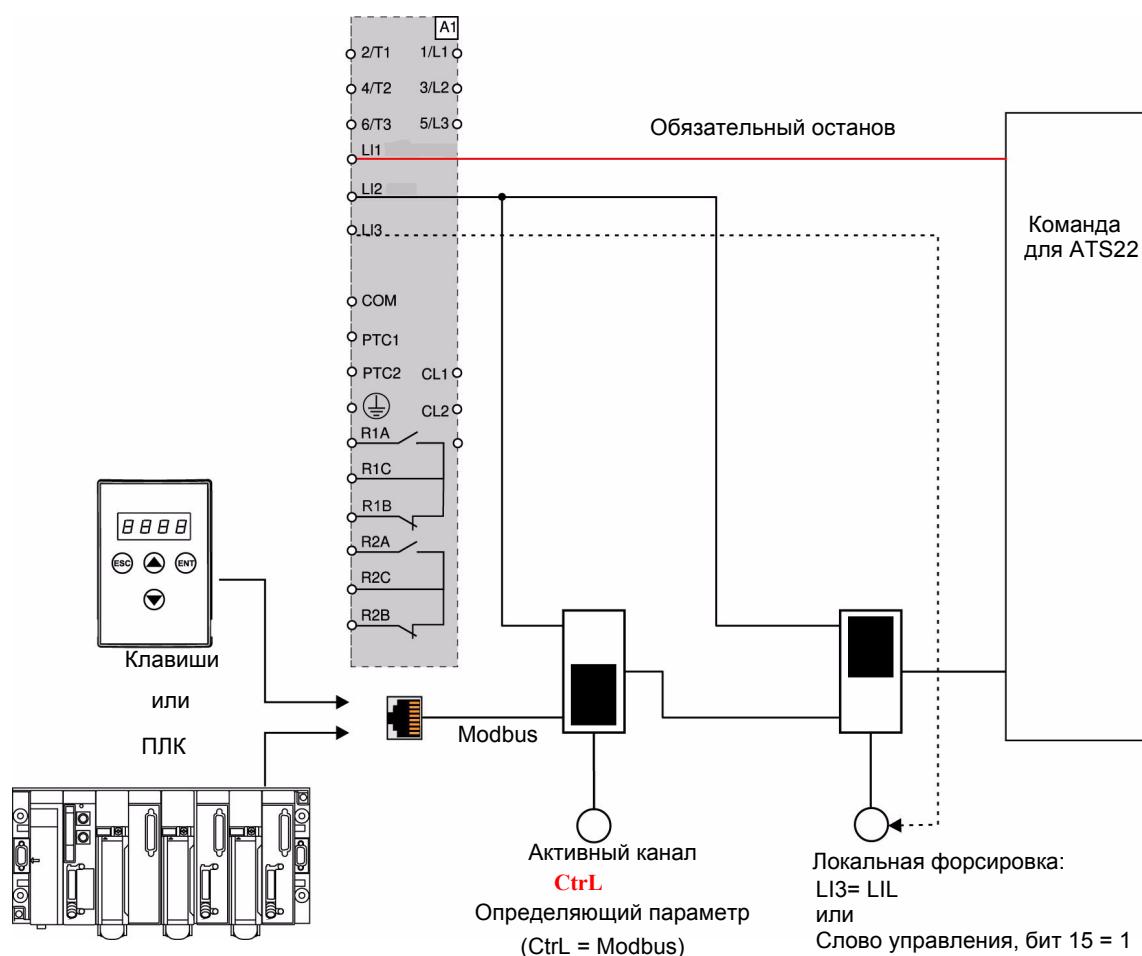 A1
2/T1 1/L1
4/T2 3/L2
6/T3 5/L3
LI1
Обязательный останов
LI2
LI3
Команда
для ATS22
COM
PTC1
PTC2 CL1
CL2
R1A
R1C
R1B
R2A
R2C
R2B
8888
ESC ENT
Клавиши
или
ПЛК
Modbus
Активный канал
CtrL
Определяющий параметр
(CtrL = Modbus)
Локальная форсировка:
LI3= LIL
или
Слово управления, бит 15 = 1